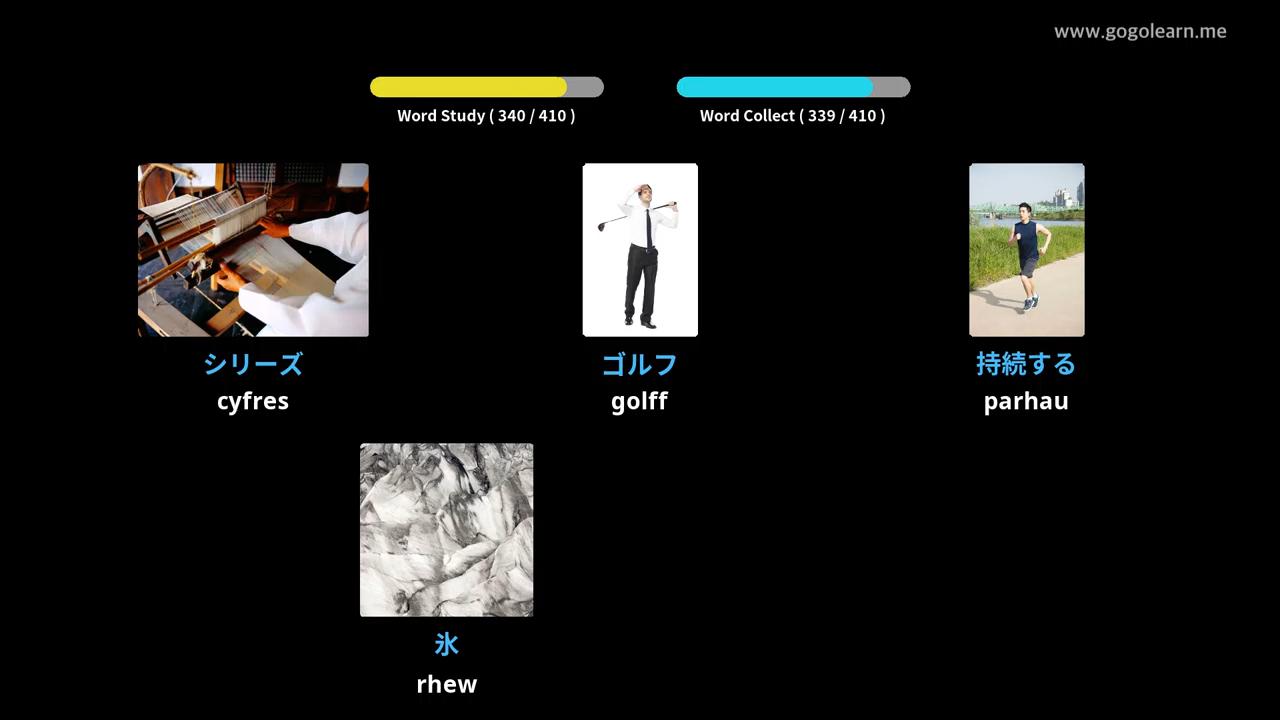 www.gogolearn.me
Word Study ( 340 / 410 )
Word Collect ( 339 / 410 )
シリーズ
cyfres
ゴルフ
golff
持続する
parhau
氷
rhew